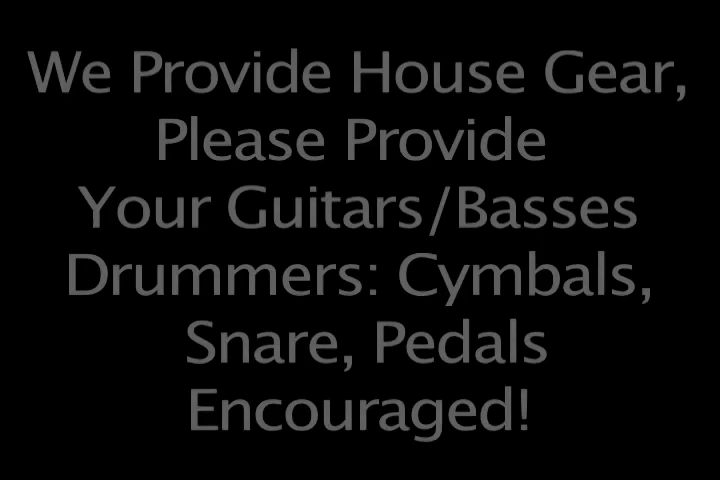 We Provide House Gear,
Please Provide
Your Guitars/Basses
Drummers: Cymbals,
Snare, Pedals
Encouraged!